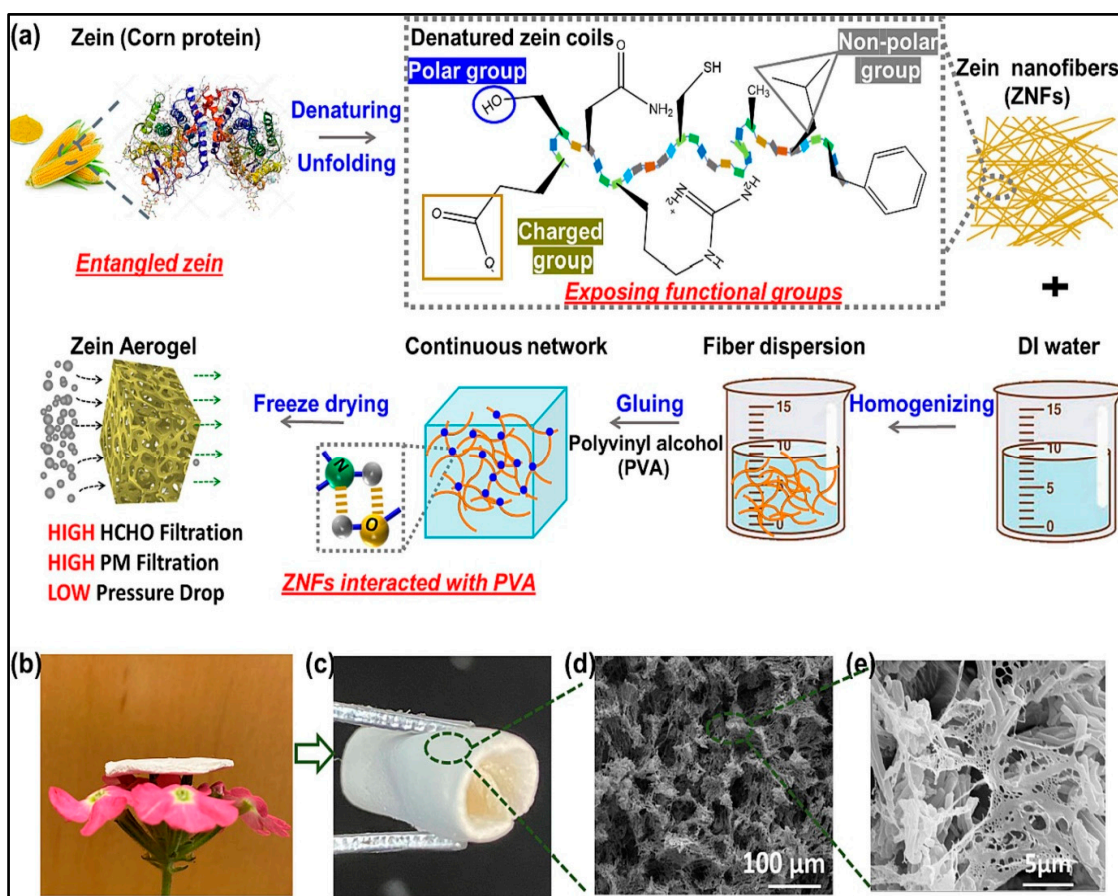 (a)
Zein (Corn protein)
Denaturing
Unfolding
Entangled zein
Denatured zein coils
Polar group
HO
O
NH2
SH
CH3
Non-polar
group
O
O-
Charged
group
NH2
+
H2N
N
H
Exposing functional groups
Zein nanofibers
(ZNFs)
+
Zein Aerogel
HIGH HCHO Filtration
HIGH PM Filtration
LOW Pressure Drop
Freeze drying
Continuous network
N
O
ZNFs interacted with PVA
Gluing
Polyvinyl alcohol
(PVA)
Fiber dispersion
15
10
5
0
Homogenizing
DI water
15
10
5
0
(b)
(c)
(d)
100 μm
(e)
5μm